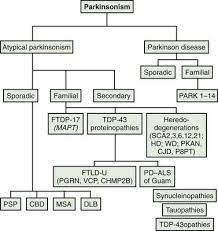 Parkinsonism
Atypical parkinsonism
Parkinson disease
Sporadic
Familial
Sporadic
Familial
Secondary
PARK 1–14
FTDP-17
(MAPT)
TDP-43
proteinopathies
Heredo-
degenerations
(SCA2,3,6,12,21;
HD; WD; PKAN,
CJD, P8PT)
FTLD-U
(PGRN, VCP, CHMP2B)
PD–ALS
of Guam
Synucleinopathies
Tauopathies
TDP-43opathies
PSP
CBD
MSA
DLB